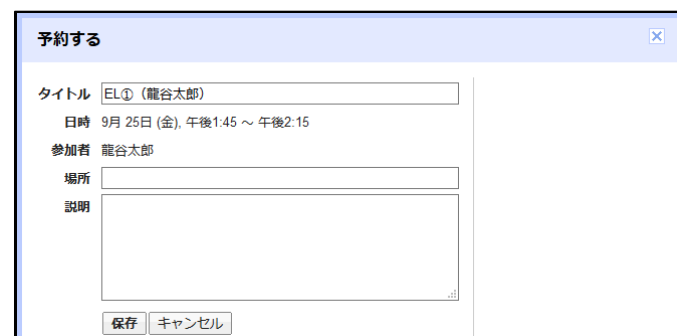 予約する
タイトル EL①（龍谷太郎）
日時 9月 25日 (金), 午後1:45 ～ 午後2:15
参加者 龍谷太郎
場所
説明
保存 キャンセル